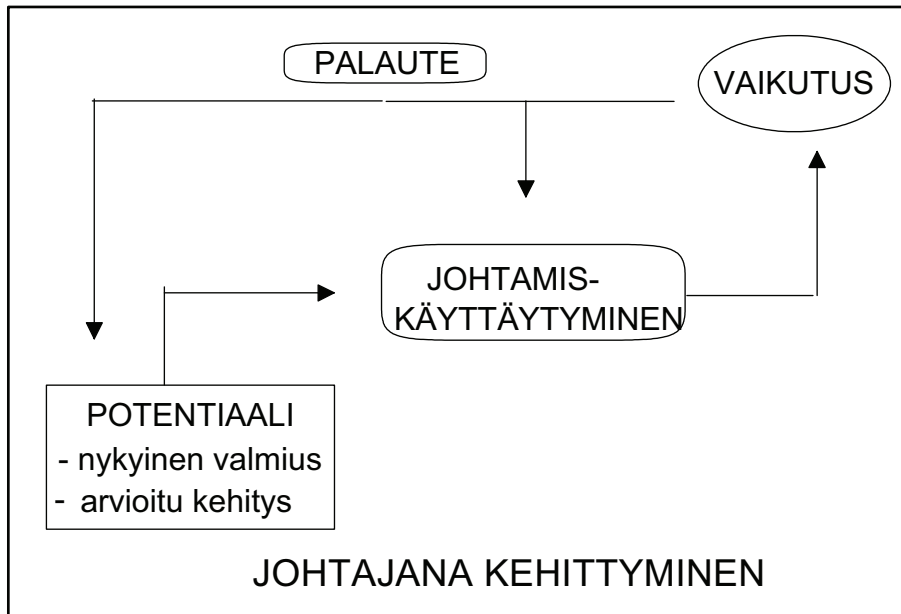 PALAUTE
VAIKUTUS
JOHTAMIS-
KÄYTTÄYTYMINEN
POTENTIAALI
- nykyinen valmius
- arvioitu kehitys
JOHTAJANA KEHITTYMINEN